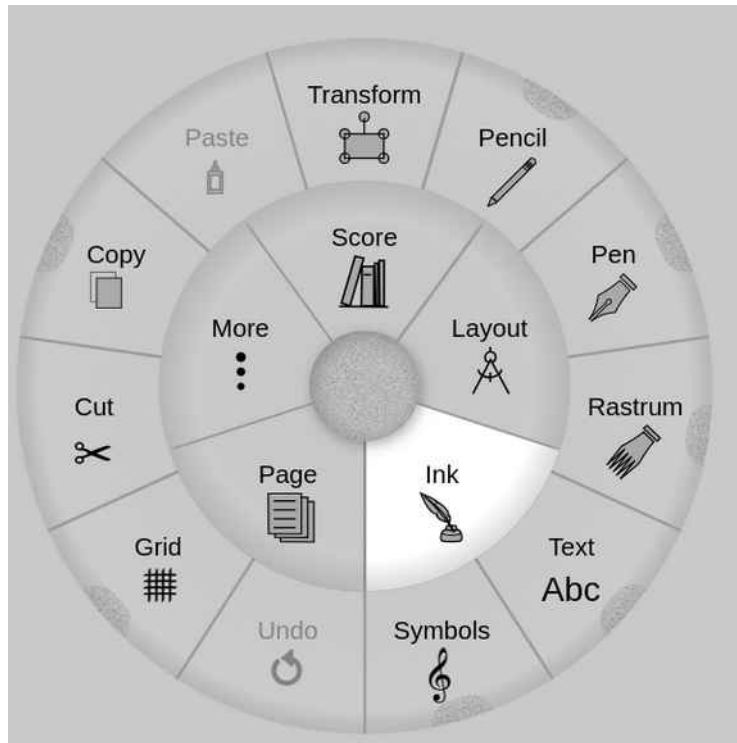 Transform
Paste
Pencil
Score
Copy
Pen
More
Layout
Cut
Rastrum
Page
Ink
Grid
Text
Abc
Undo
Symbols